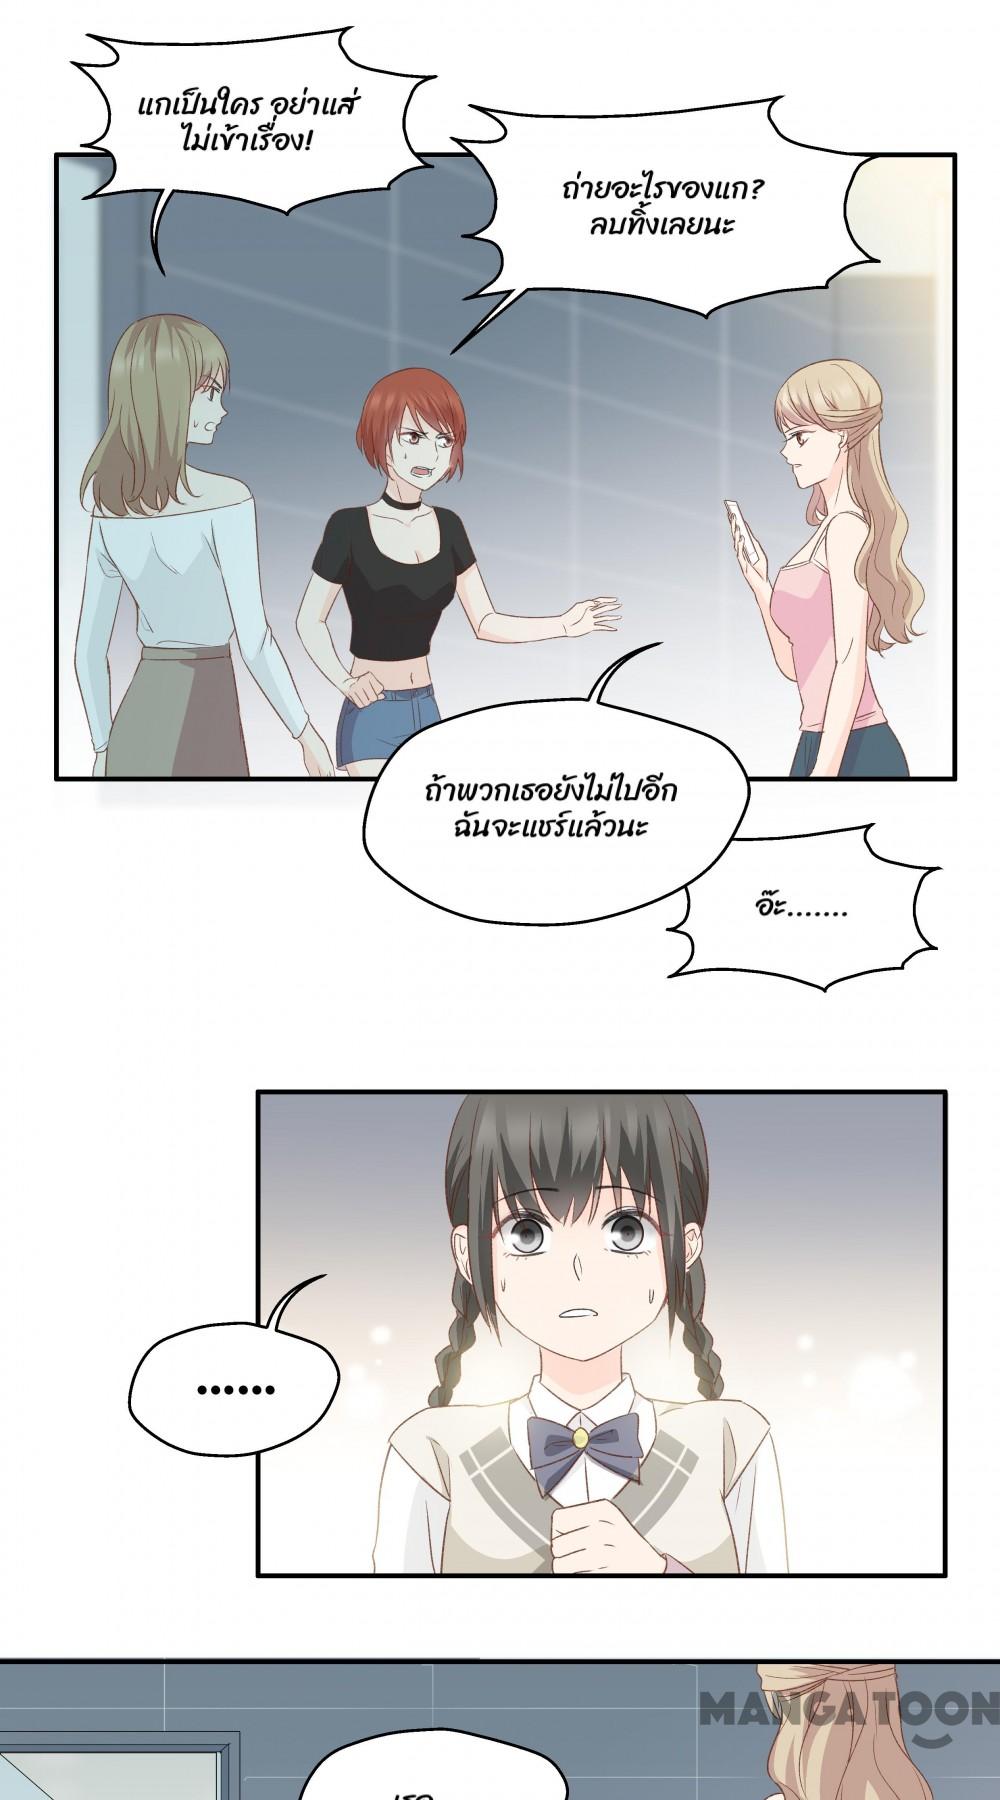 แกเป็นใคร อย่าแส่
ไม่เข้าเรื่อง!
ถ่ายอะไรของแก?
ลบทิ้งเลยนะ
ถ้าพวกเธอยังไม่ไปอีก
ฉันจะแชร์แล้วนะ
อ๊ะ.......
......
MANGATOON